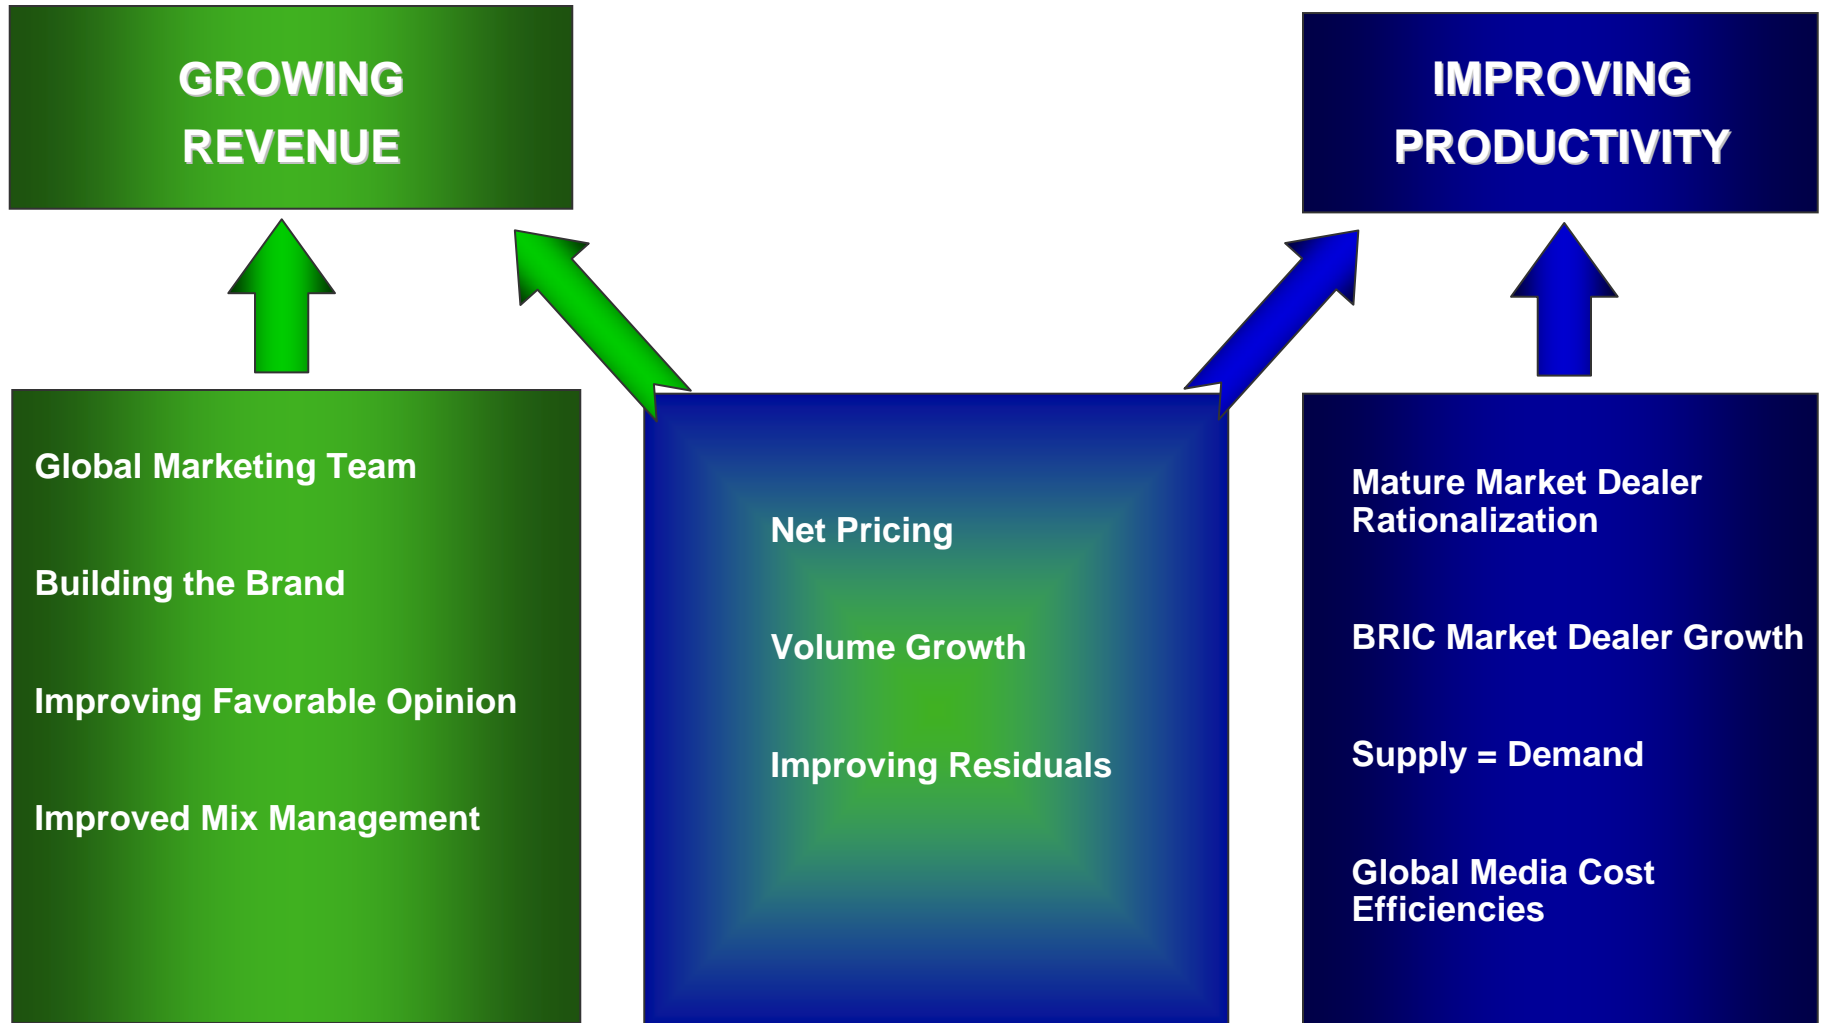 GROWING
REVENUE
IMPROVING
PRODUCTIVITY
Global Marketing Team
Building the Brand
Improving Favorable Opinion
Improved Mix Management
Net Pricing
Volume Growth
Improving Residuals
Mature Market Dealer
Rationalization
BRIC Market Dealer Growth
Supply = Demand
Global Media Cost
Efficiencies